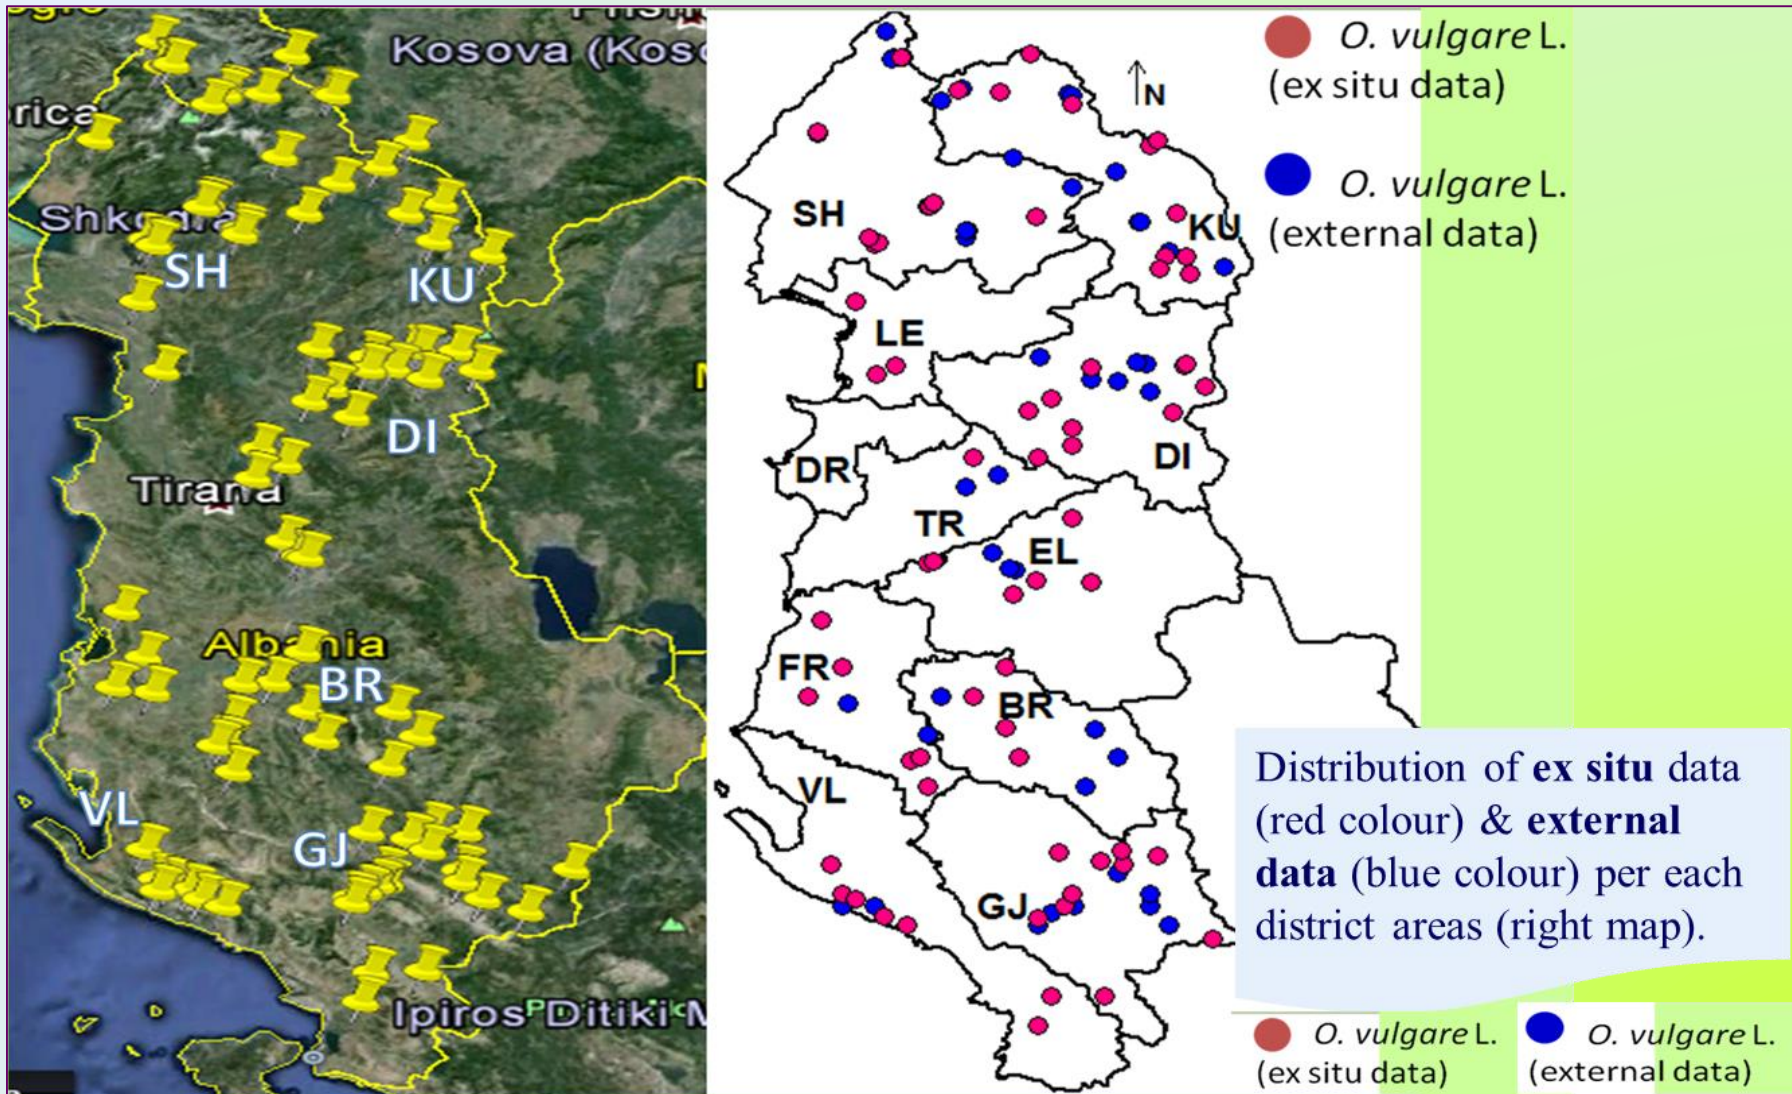 Kosova (Koso
rica
Shkodra
SH
KU
DI
Tirana
Albania
BR
VL
GJ
Ipiros Ditiki M
N
SH
KU
LE
DR
DI
TR
EL
FR
BR
VL
GJ
O. vulgare L.
(ex situ data)
O. vulgare L.
(external data)
Distribution of ex situ data
(red colour) & external
data (blue colour) per each
district areas (right map).
O. vulgare L.
(ex situ data)
O. vulgare L.
(external data)